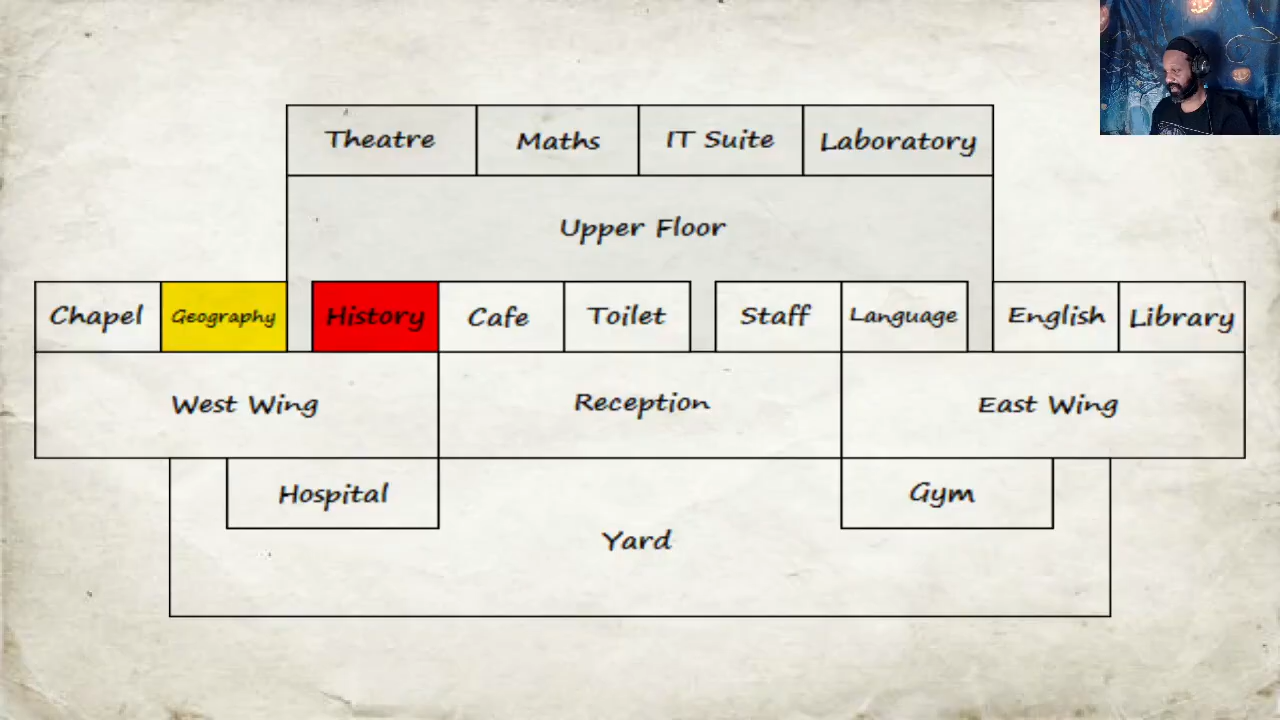 Theatre
Maths
IT Suite
Laboratory
Upper Floor
Chapel
Geography
History
Cafe
Toilet
Staff
Language
English
Library
West Wing
Reception
East Wing
Hospital
Gym
Yard